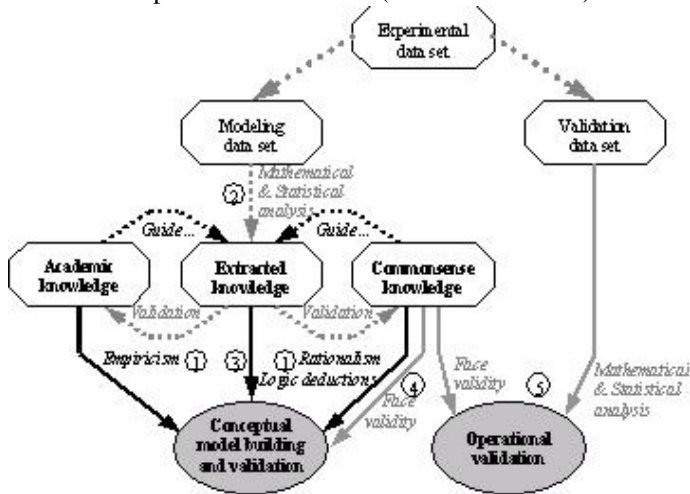 Experimental
data set
Modeling
data set
Validation
data set
Mathematical
& Statistical
analysis
2
Guide...
Guide...
Academic
knowledge
Extracted
knowledge
Commonsense
knowledge
Validation
Validation
Empiricism 1
3
1 Rationalism
Logic deductions
4
Face
validity
Face
validity
5
Mathematical
& Statistical
analysis
Conceptual
model building
and validation
Operational
validation